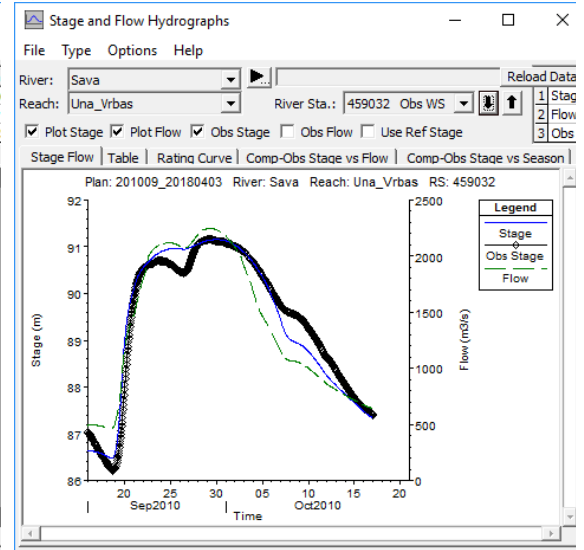 Stage and Flow Hydrographs
File Type Options Help
River: Sava Reload Data
Reach: Una_Vrbas River Sta.: 459032 Obs WS
1 Stag
2 Flow
3 Obs
Plot Stage Plot Flow Obs Stage Obs Flow Use Ref Stage
Stage Flow Table Rating Curve Comp-Obs Stage vs Flow Comp-Obs Stage vs Season
Plan: 201009_20180403 River: Sava Reach: Una_Vrbas RS: 459032
92
91
90
89
88
87
86
Stage (m)
2500
2000
1500
1000
500
0
Flow (m3/s)
Legend
Stage
Obs Stage
Flow
20 25 30 05 10 15 20
Sep2010 Oct2010
Time